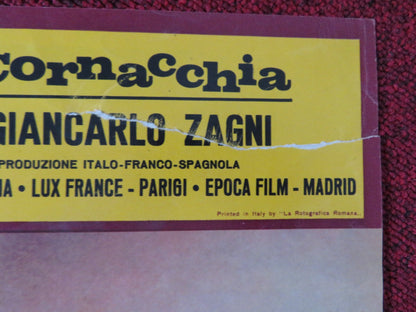 Cornacchia
GIANCARLO ZAGNI
PRODUZIONE ITALO-FRANCO-SPAGNOLA
• LUX FRANCE - PARIGI • EPOCA FILM - MADRID
Printed in Italy by "La Rotografica Romana„